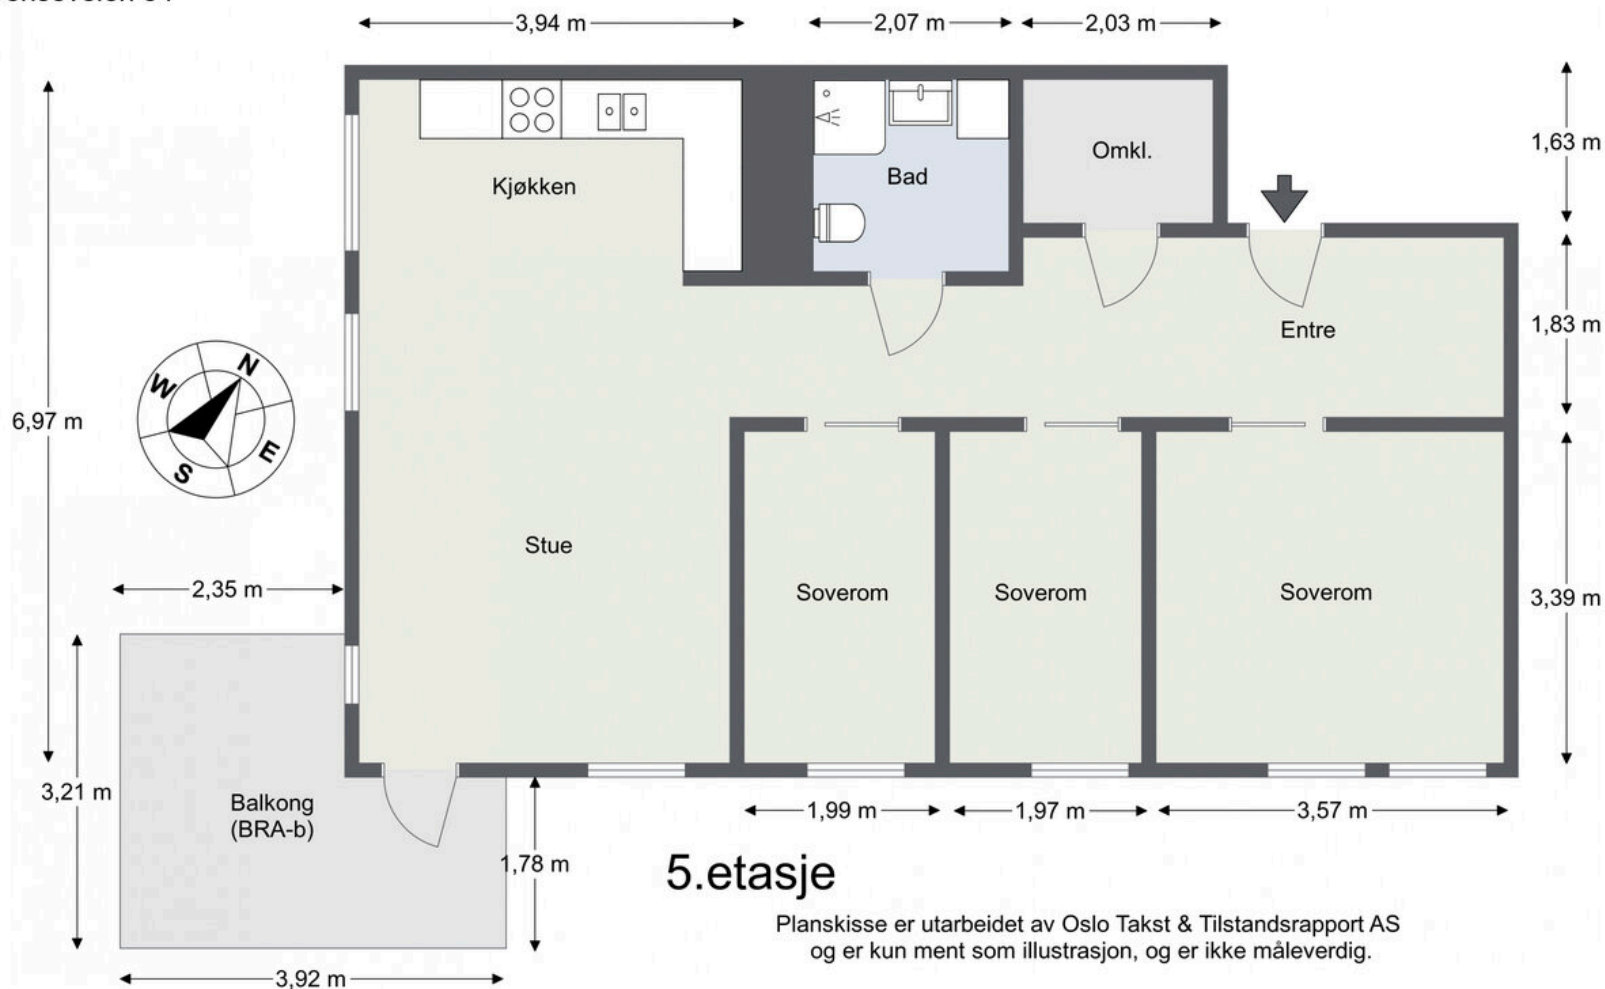 3,94 m
2,07 m
2,03 m
1,63 m
Omkl.
Bad
Kjøkken
1,83 m
Entre
N
W
E
S
6,97 m
Stue
2,35 m
Soverom
Soverom
Soverom
3,39 m
3,21 m
Balkong
(BRA-b)
1,99 m
1,97 m
3,57 m
1,78 m
5.etasje
Planskisse er utarbeidet av Oslo Takst & Tilstandsrapport AS
og er kun ment som illustrasjon, og er ikke måleverdig.
3,92 m